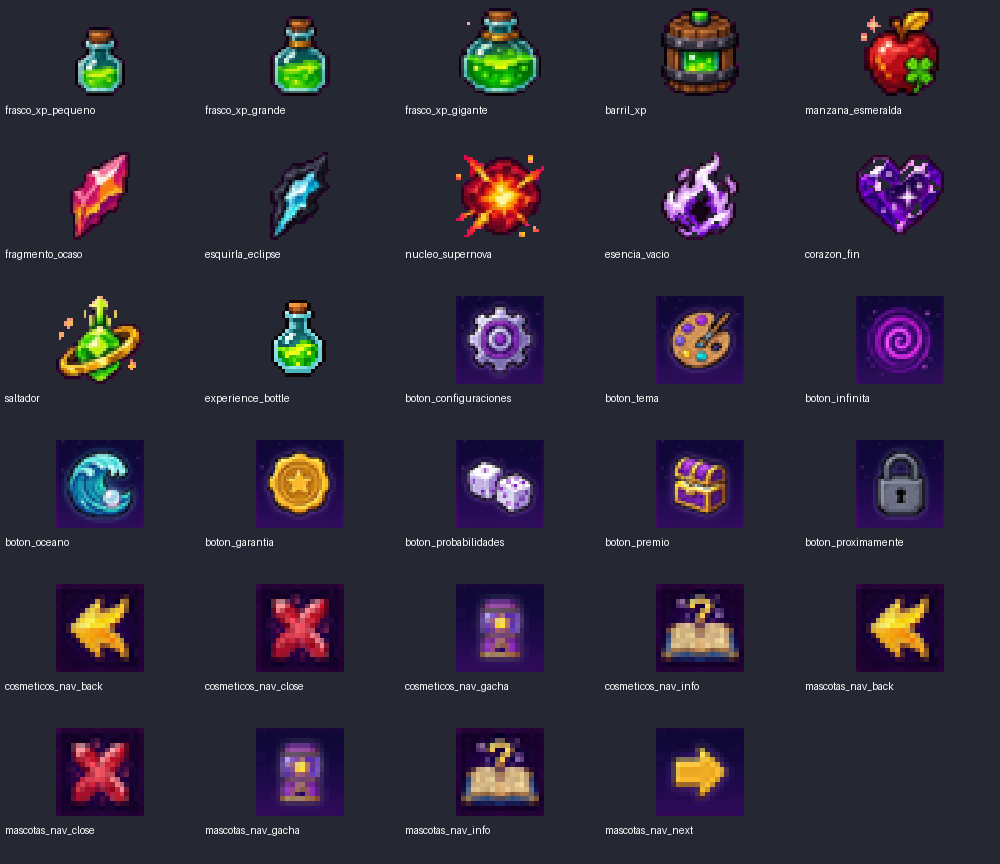 frasco_xp_pequeno
frasco_xp_grande
frasco_xp_gigante
barril_xp
manzana_esmeralda
fragmento_ocaso
esquirla_eclipse
nucleo_supernova
esencia_vacio
corazon_fin
saltador
experience_bottle
boton_configuraciones
boton_tema
boton_infinita
boton_oceano
boton_garantia
boton_probabilidades
boton_premio
boton_proximamente
cosmeticos_nav_back
cosmeticos_nav_close
cosmeticos_nav_gacha
cosmeticos_nav_info
mascotas_nav_back
mascotas_nav_close
mascotas_nav_gacha
mascotas_nav_info
mascotas_nav_next